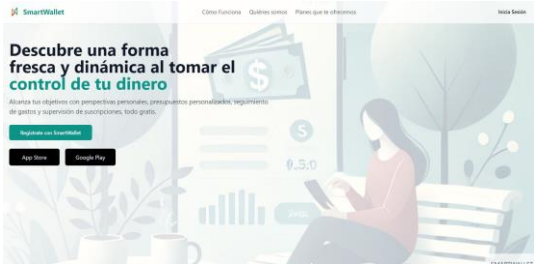 SmartWallet
Cómo Funciona Quiénes somos Planes que te ofrecemos
Inicia Sesión
Descubre una forma
fresca y dinámica al tomar el
control de tu dinero
Alcanza tus objetivos con perspectivas personales, presupuestos personalizados, seguimiento
de gastos y supervisión de suscripciones, todo gratis.
Regístrate con SmartWallet
App Store Google Play